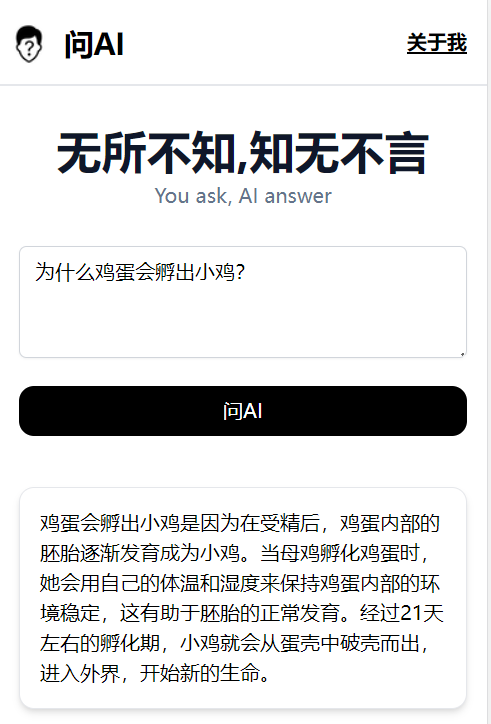 问AI
关于我
无所不知,知无不言
You ask, AI answer
为什么鸡蛋会孵出小鸡?
问AI
鸡蛋会孵出小鸡是因为在受精后，鸡蛋内部的
胚胎逐渐发育成为小鸡。当母鸡孵化鸡蛋时，
她会用自己的体温和湿度来保持鸡蛋内部的环
境稳定，这有助于胚胎的正常发育。经过21天
左右的孵化期，小鸡就会从蛋壳中破壳而出，
进入外界，开始新的生命。